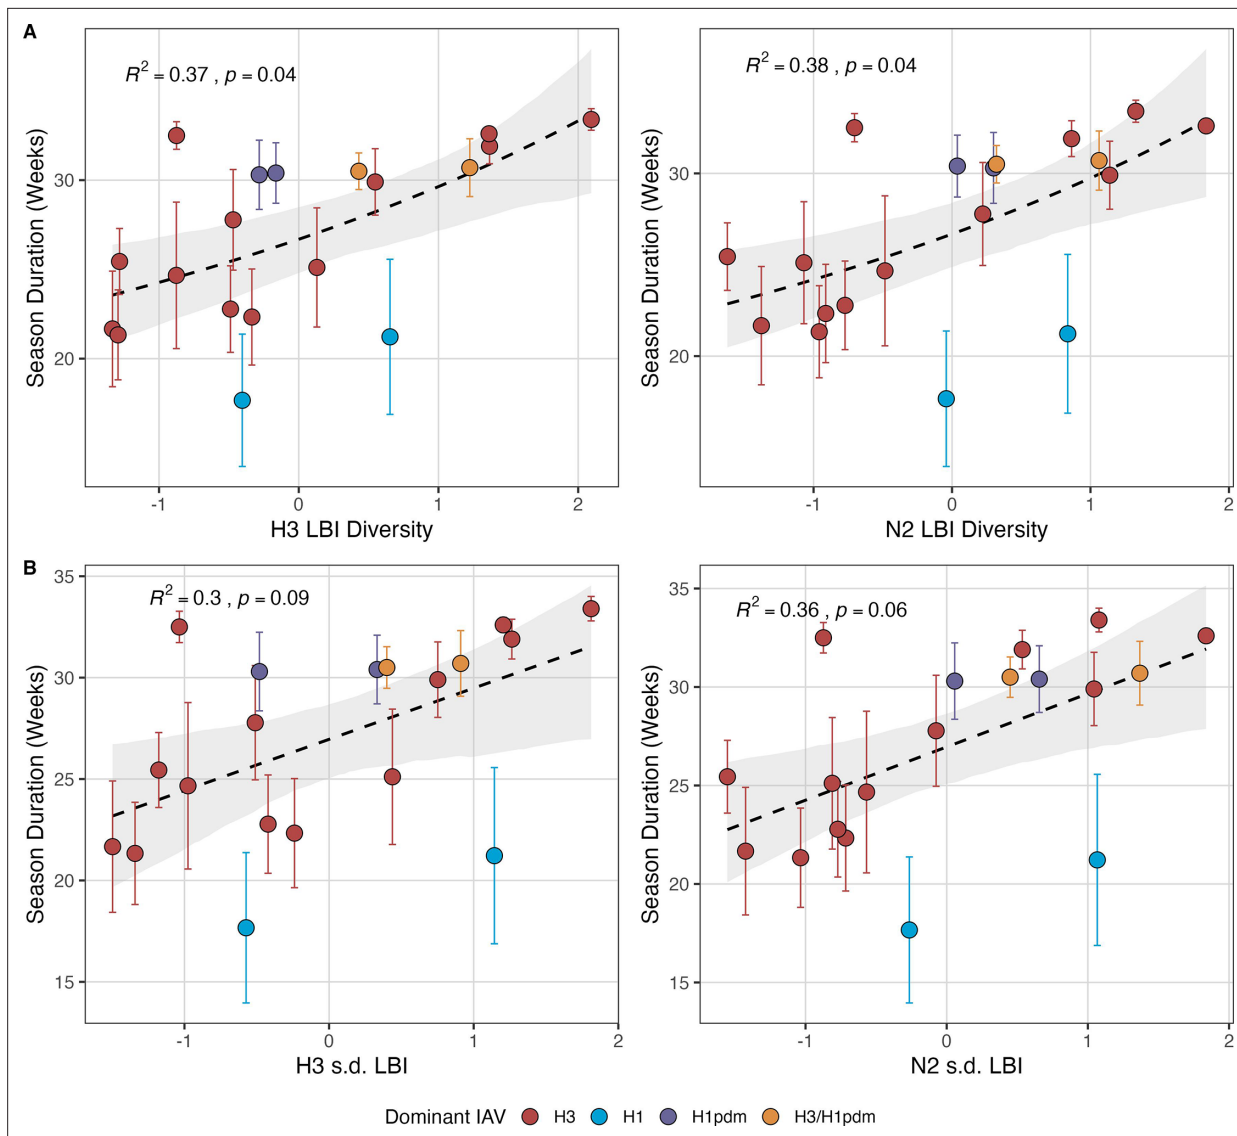 A
R² = 0.37 , p = 0.04
Season Duration (Weeks)
30
20
-1 0 1 2
H3 LBI Diversity
R² = 0.38 , p = 0.04
Season Duration (Weeks)
30
20
-1 0 1 2
N2 LBI Diversity
B
R² = 0.3 , p = 0.09
Season Duration (Weeks)
35
30
25
20
15
-1 0 1 2
H3 s.d. LBI
R² = 0.36 , p = 0.06
Season Duration (Weeks)
35
30
25
20
15
-1 0 1 2
N2 s.d. LBI
Dominant IAV H3 H1 H1pdm H3/H1pdm